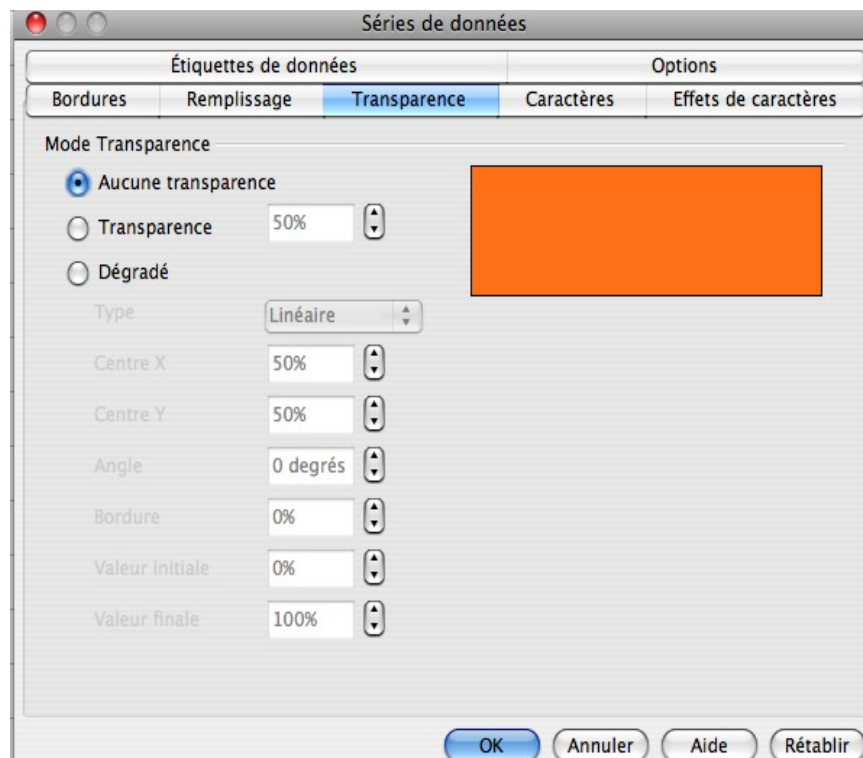 Séries de données
Étiquettes de données Options
Bordures Remplissage Transparence Caractères Effets de caractères
Mode Transparence
Aucune transparence
Transparence 50%
Dégradé
Type Linéaire
Centre X 50%
Centre Y 50%
Angle 0 degrés
Bordure 0%
Valeur initiale 0%
Valeur finale 100%
OK Annuler Aide Rétablir